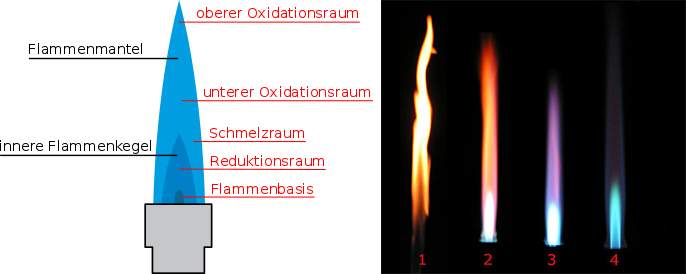 oberer Oxidationsraum
Flammenmantel
unterer Oxidationsraum
Schmelzraum
innere Flammenkegel
Reduktionsraum
Flammenbasis
1 2 3 4